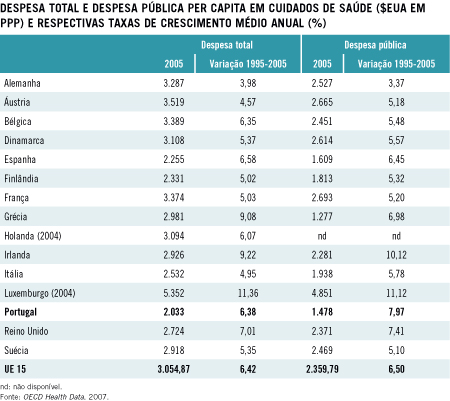 DESPESA TOTAL E DESPESA PÚBLICA PER CAPITA EM CUIDADOS DE SAÚDE ($EUA EM
PPP) E RESPECTIVAS TAXAS DE CRESCIMENTO MÉDIO ANUAL (%)
Despesa total Despesa pública
2005 Variação 1995-2005 2005 Variação 1995-2005
Alemanha 3.287 3,98 2.527 3,37
Áustria 3.519 4,57 2.665 5,18
Bélgica 3.389 6,35 2.451 5,48
Dinamarca 3.108 5,37 2.614 5,57
Espanha 2.255 6,58 1.609 6,45
Finlândia 2.331 5,02 1.813 5,32
França 3.374 5,03 2.693 5,20
Grécia 2.981 9,08 1.277 6,98
Holanda (2004) 3.094 6,07 nd nd
Irlanda 2.926 9,22 2.281 10,12
Itália 2.532 4,95 1.938 5,78
Luxemburgo (2004) 5.352 11,36 4.851 11,12
Portugal 2.033 6,38 1.478 7,97
Reino Unido 2.724 7,01 2.371 7,41
Suécia 2.918 5,35 2.469 5,10
UE 15 3.054,87 6,42 2.359,79 6,50
nd: não disponível.
Fonte: OECD Health Data, 2007.